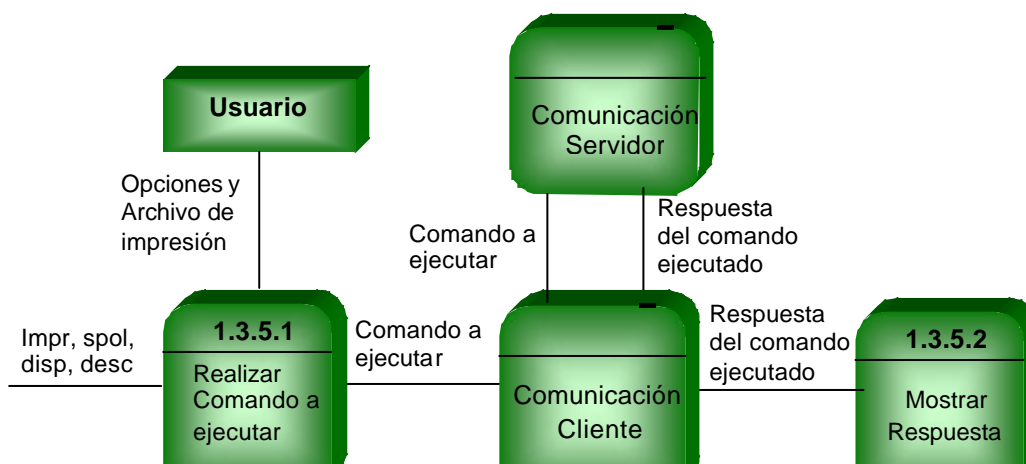 Usuario
Comunicación
Servidor
Opciones y
Archivo de
impresión
Comando a
ejecutar
Respuesta
del comando
ejecutado
Impr, spol,
disp, desc
1.3.5.1
Realizar
Comando a
ejecutar
Comando a
ejecutar
Comunicación
Cliente
Respuesta
del comando
ejecutado
1.3.5.2
Mostrar
Respuesta